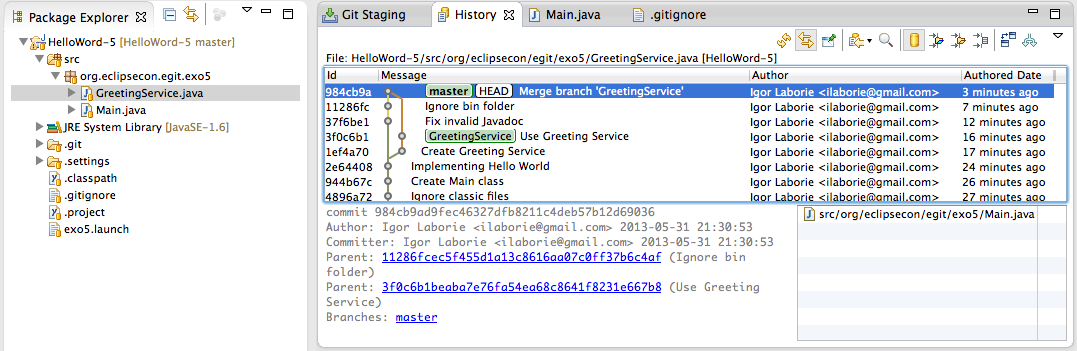 Package Explorer
HelloWord-5 [HelloWord-5 master]
src
org.eclipsecon.egit.exo5
GreetingService.java
Main.java
JRE System Library [JavaSE-1.6]
.git
.settings
.classpath
.gitignore
.project
exo5.launch
Git Staging History Main.java .gitignore
File: HelloWord-5/src/org/eclipsecon/egit/exo5/GreetingService.java [HelloWord-5]
Id Message Author Authored Date
984cb9a master HEAD Merge branch 'GreetingService' Igor Laborie <ilaborie@gmail.com> 3 minutes ago
11286fc Ignore bin folder Igor Laborie <ilaborie@gmail.com> 7 minutes ago
37f6be1 Fix invalid Javadoc Igor Laborie <ilaborie@gmail.com> 12 minutes ago
3f0c6b1 GreetingService Use Greeting Service Igor Laborie <ilaborie@gmail.com> 16 minutes ago
1ef4a70 Create Greeting Service Igor Laborie <ilaborie@gmail.com> 17 minutes ago
2e64408 Implementing Hello World Igor Laborie <ilaborie@gmail.com> 24 minutes ago
944b67c Create Main class Igor Laborie <ilaborie@gmail.com> 26 minutes ago
4896a72 Ignore classic files Igor Laborie <ilaborie@gmail.com> 27 minutes ago
commit 984cb9ad9fec46327dfb8211c4deb57b12d69036
Author: Igor Laborie <ilaborie@gmail.com> 2013-05-31 21:30:53
Committer: Igor Laborie <ilaborie@gmail.com> 2013-05-31 21:30:53
Parent: 11286fcec5f455d1a13c8616aa07c0ff37b6c4af (Ignore bin
folder)
Parent: 3f0c6b1beaba7e76fa54ea68c8641f8231e667b8 (Use Greeting
Service)
Branches: master
src/org/eclipsecon/egit/exo5/Main.java